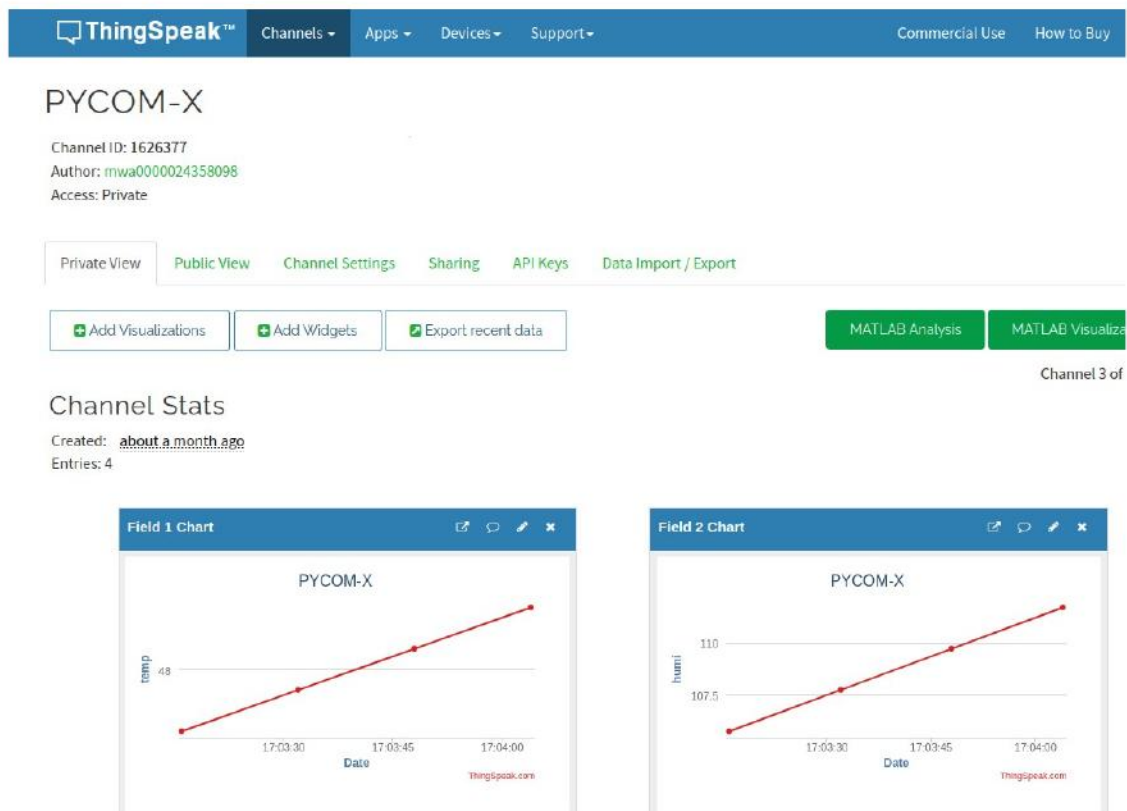 ThingSpeak™ Channels Apps Devices Support Commercial Use How to Buy
PYCOM-X
Channel ID: 1626377
Author: mwa0000024358098
Access: Private
Private View Public View Channel Settings Sharing API Keys Data Import / Export
Add Visualizations Add Widgets Export recent data MATLAB Analysis MATLAB Visualiza
Channel 3 of
Channel Stats
Created: about a month ago
Entries: 4
Field 1 Chart
PYCOM-X
temp
48
17:03:30 17:03:45 17:04:00
Date
ThingSpeak.com
Field 2 Chart
PYCOM-X
humi
110
107.5
17:03:30 17:03:45 17:04:00
Date
ThingSpeak.com